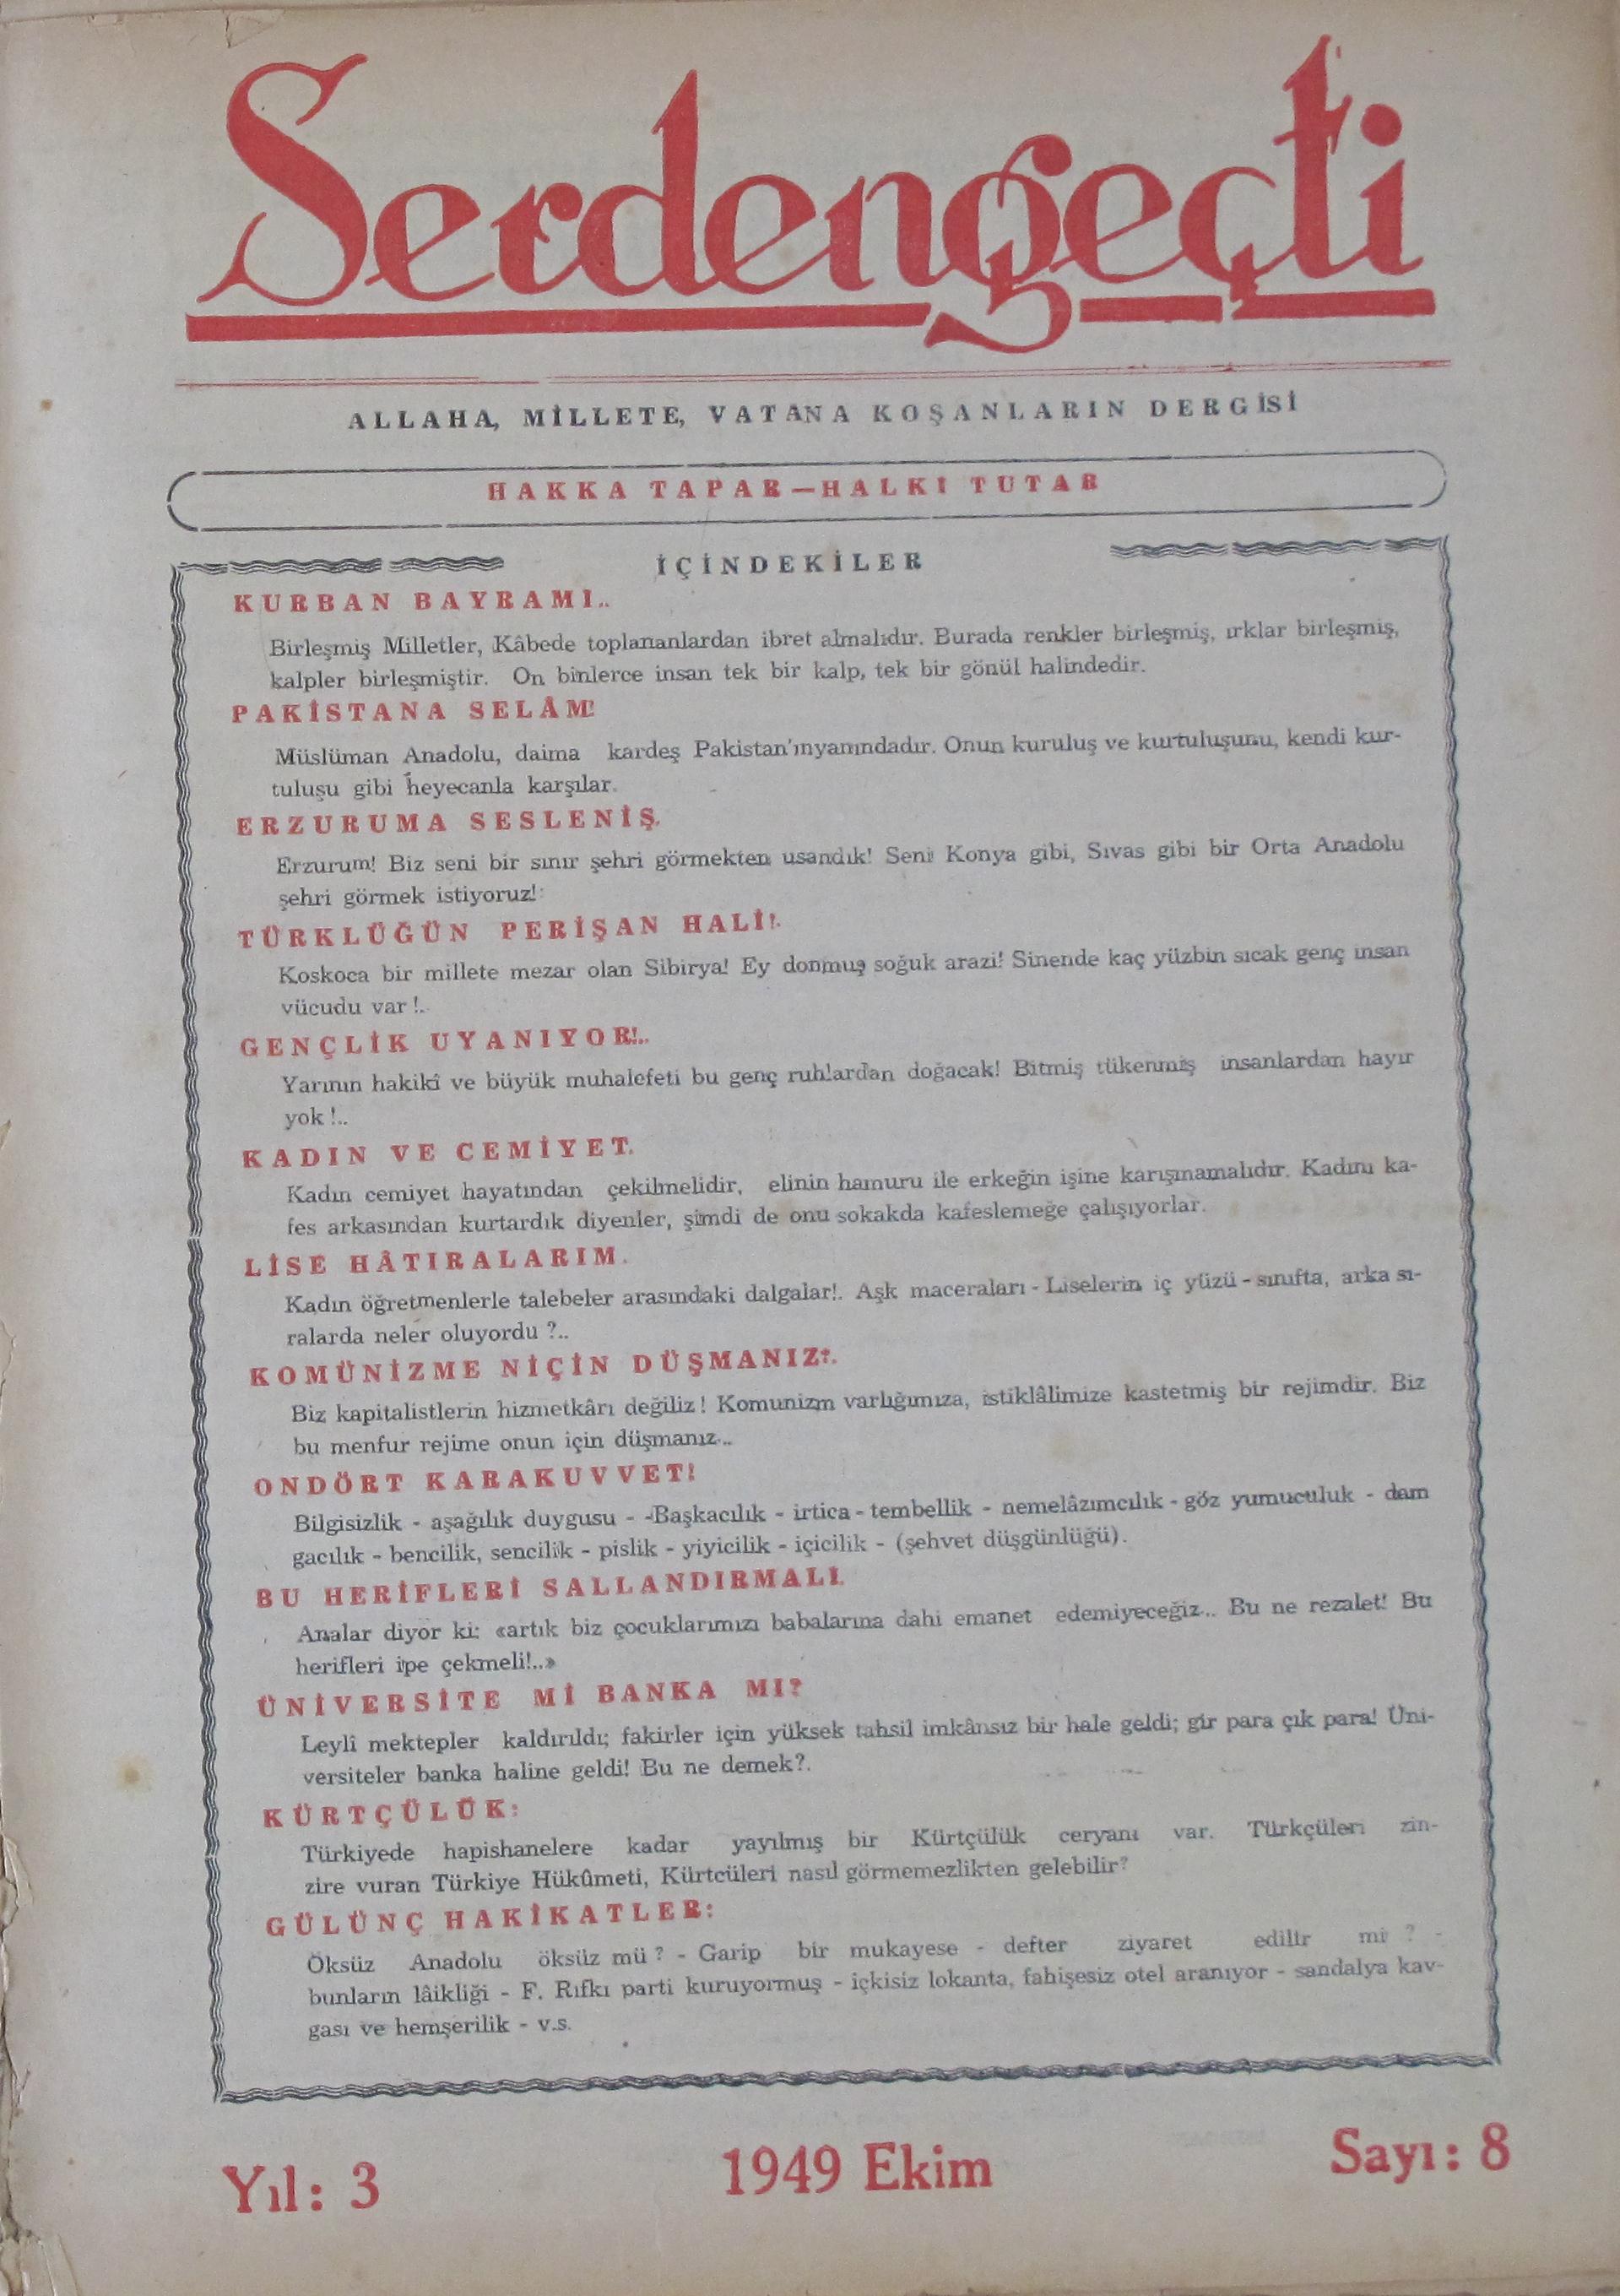 Serdengeçti
ALLAHA, MİLLETE, VATANA KOŞANLARIN DERGİSİ
HAKKA TAPAR—HALKI TUTAR
İÇİNDEKİLER
KURBAN BAYRAMI..
Birleşmiş Milletler, Kâbede toplananlardan ibret almalıdır. Burada renkler birleşmiş, ırklar birleşmiş,
kalpler birleşmiştir. On binlerce insan tek bir kalp, tek bir gönül halindedir.
PAKİSTANA SELÂM!
Müslüman Anadolu, daima kardeş Pakistan'ınyanındadır. Onun kuruluş ve kurtuluşunu, kendi kur-
tuluşu gibi heyecanla karşılar.
ERZURUMA SESLENİŞ.
Erzurum! Biz seni bir sınır şehri görmekten usandık! Seni Konya gibi, Sıvas gibi bir Orta Anadolu
şehri görmek istiyoruz!
TÜRKLÜĞÜN PERİŞAN HALİ!.
Koskoca bir millete mezar olan Sibirya! Ey donmuş soğuk arazi! Sinende kaç yüzbin sıcak genç insan
vücudu var !.
GENÇLİK UYANIYOR!..
Yarının hakikî ve büyük muhalefeti bu genç ruhlardan doğacak! Bitmiş tükenmiş insanlardan hayır
yok !..
KADIN VE CEMİYET.
Kadın cemiyet hayatından çekilmelidir, elinin hamuru ile erkeğin işine karışmamalıdır. Kadını ka-
fes arkasından kurtardık diyenler, şimdi de onu sokakda kafeslemeğe çalışıyorlar.
LİSE HÂTIRALARIM.
Kadın öğretmenlerle talebeler arasındaki dalgalar!. Aşk maceraları - Liselerin iç yüzü - sınıfta, arka sı-
ralarda neler oluyordu ?..
KOMÜNİZME NİÇİN DÜŞMANIZ?.
Biz kapitalistlerin hizmetkârı değiliz! Komunizm varlığımıza, istiklâlimize kastetmiş bir rejimdir. Biz
bu menfur rejime onun için düşmanız...
ONDÖRT KARAKUVVET!
Bilgisizlik - aşağılık duygusu - -Başkacılık - irtica - tembellik - nemelâzımcılık - göz yumuculuk - dam
gacılık - bencilik, sencilik - pislik - yiyicilik - içicilik - (şehvet düşgünlüğü).
BU HERİFLERİ SALLANDIRMALI.
Analar diyor ki: «artık biz çocuklarımızı babalarına dahi emanet edemiyeceğiz... Bu ne rezalet! Bu
herifleri ipe çekmeli!..»
ÜNİVERSİTE Mİ BANKA MI?
Leylî mektepler kaldırıldı; fakirler için yüksek tahsil imkânsız bir hale geldi; gir para çık para! Üni-
versiteler banka haline geldi! Bu ne demek?.
KÜRTÇÜLÜK:
Türkiyede hapishanelere kadar yayılmış bir Kürtçülük ceryanı var. Türkçüleri zin-
zire vuran Türkiye Hükûmeti, Kürtcüleri nasıl görmemezlikten gelebilir?
GÜLÜNÇ HAKİKATLER:
Öksüz Anadolu öksüz mü ? - Garip bir mukayese - defter ziyaret edilir mi ? -
bunların lâikliği - F. Rıfkı parti kuruyormuş - içkisiz lokanta, fahişesiz otel aranıyor - sandalya kav-
gası ve hemşerilik - v.s.
Yıl: 3 1949 Ekim Sayı: 8